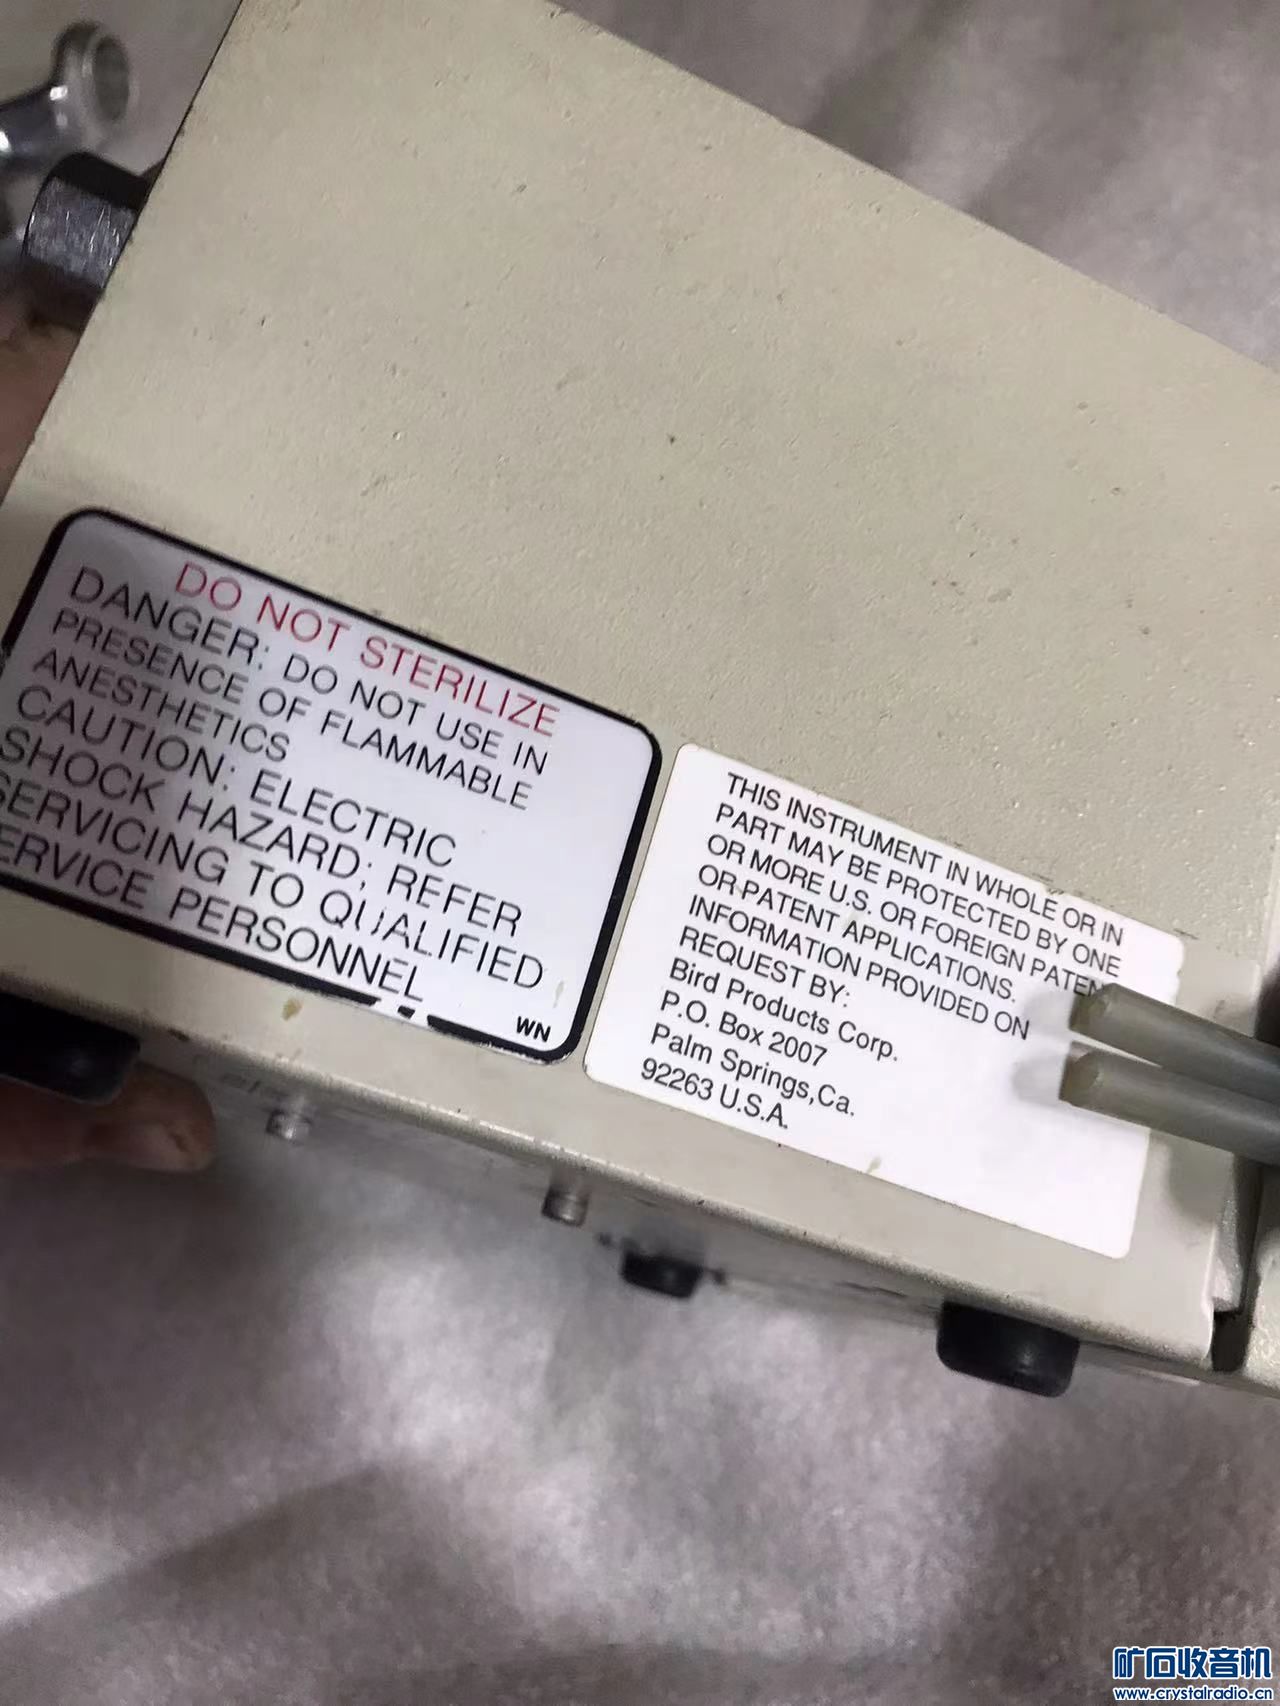 DO NOT STERILIZE
DANGER: DO NOT USE IN
PRESENCE OF FLAMMABLE
ANESTHETICS
CAUTION: ELECTRIC
SHOCK HAZARD; REFER
SERVICING TO QUALIFIED
SERVICE PERSONNEL
WN
THIS INSTRUMENT IN WHOLE OR IN
PART MAY BE PROTECTED BY ONE
OR MORE U.S. OR FOREIGN PATEN
OR PATENT APPLICATIONS.
INFORMATION PROVIDED ON
REQUEST BY:
Bird Products Corp.
P.O. Box 2007
Palm Springs,Ca.
92263 U.S.A.
矿石收音机
www.crystalradio.cn